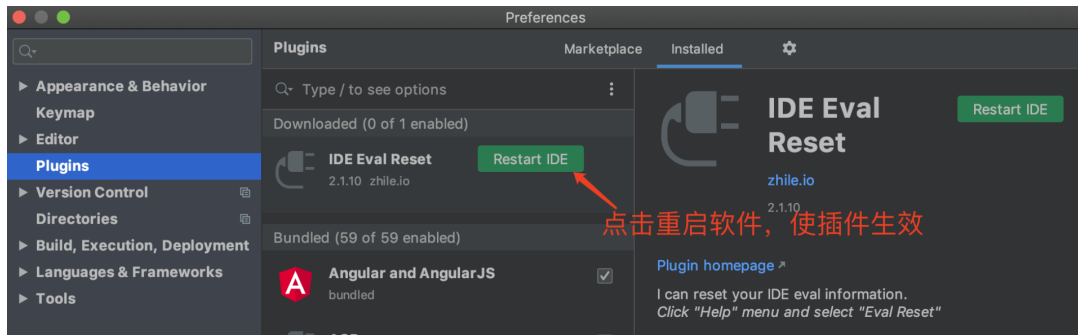 Preferences
Plugins
Marketplace
Installed
Appearance & Behavior
Keymap
Editor
Plugins
Version Control
Directories
Build, Execution, Deployment
Languages & Frameworks
Tools
Type / to see options
Downloaded (0 of 1 enabled)
IDE Eval Reset
Restart IDE
2.1.10 zhile.io
Bundled (59 of 59 enabled)
Angular and AngularJS
bundled
IDE Eval
Reset
Restart IDE
zhile.io
2.1.10
点击重启软件，使插件生效
Plugin homepage
I can reset your IDE eval information.
Click "Help" menu and select "Eval Reset"